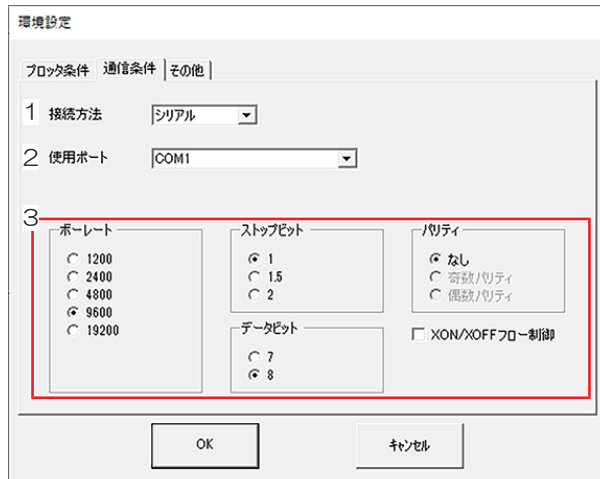 環境設定
プロッタ条件 通信条件 その他
1 接続方法 シリアル
2 使用ポート COM1
3
ボーレート
1200
2400
4800
9600
19200
ストップビット
1
1.5
2
データビット
7
8
パリティ
なし
奇数パリティ
偶数パリティ
XON/XOFFフロー制御
OK キャンセル